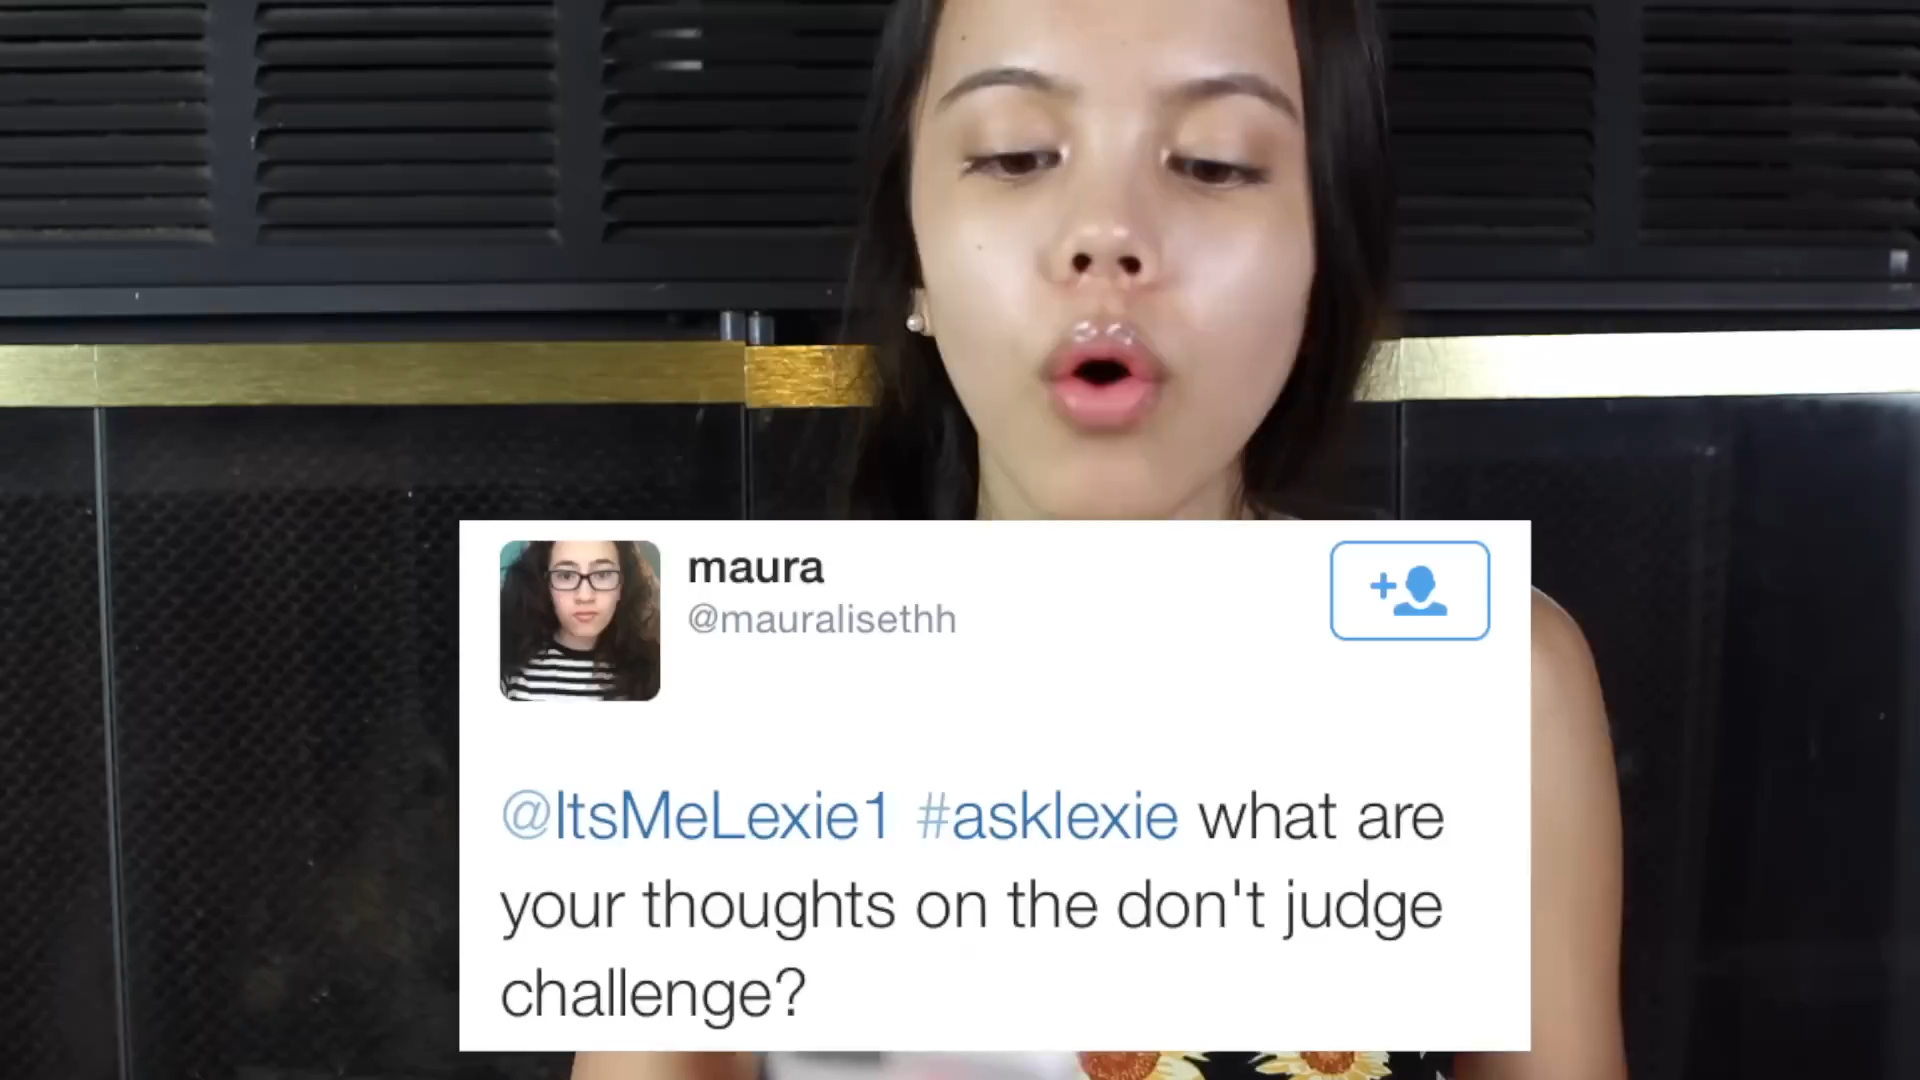 maura
@mauralisethh
@ItsMeLexie1 #asklexie what are
your thoughts on the don't judge
challenge?